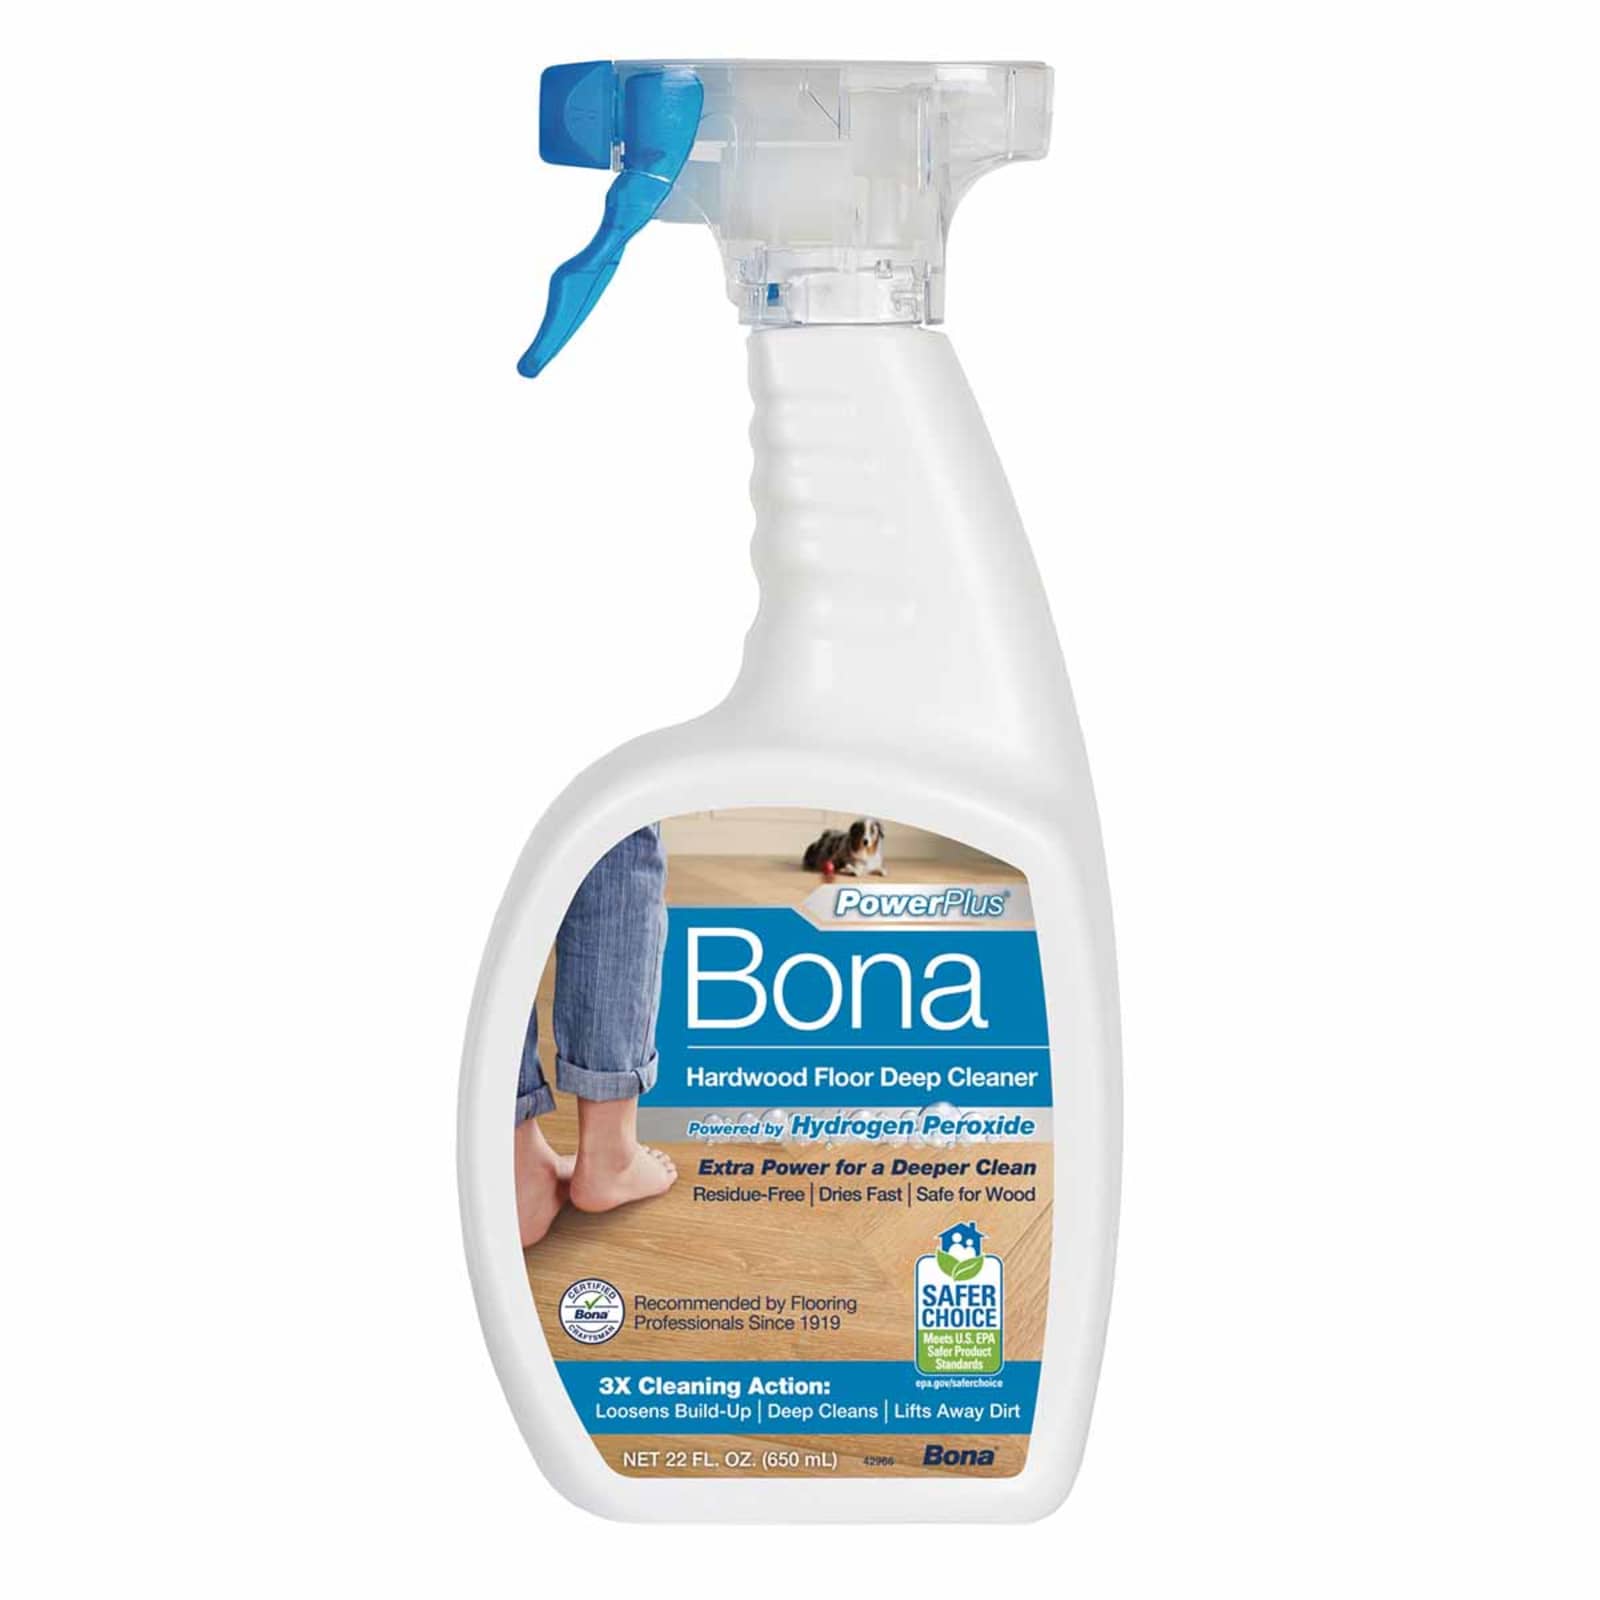 PowerPlus®
Bona
Hardwood Floor Deep Cleaner
Powered by Hydrogen Peroxide
Extra Power for a Deeper Clean
Residue-Free | Dries Fast | Safe for Wood
CERTIFIED
Bona®
CRAFTSMAN
Recommended by Flooring
Professionals Since 1919
SAFER
CHOICE
Meets U.S. EPA
Safer Product
Standards
epa.gov/saferchoice
3X Cleaning Action:
Loosens Build-Up | Deep Cleans | Lifts Away Dirt
NET 22 FL. OZ. (650 mL)
42966
Bona®